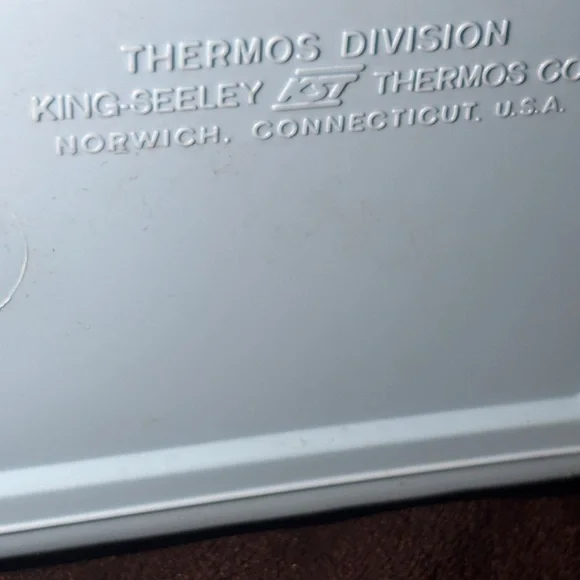 THERMOS DIVISION
KING-SEELEY KST THERMOS CO
NORWICH, CONNECTICUT, U.S.A.